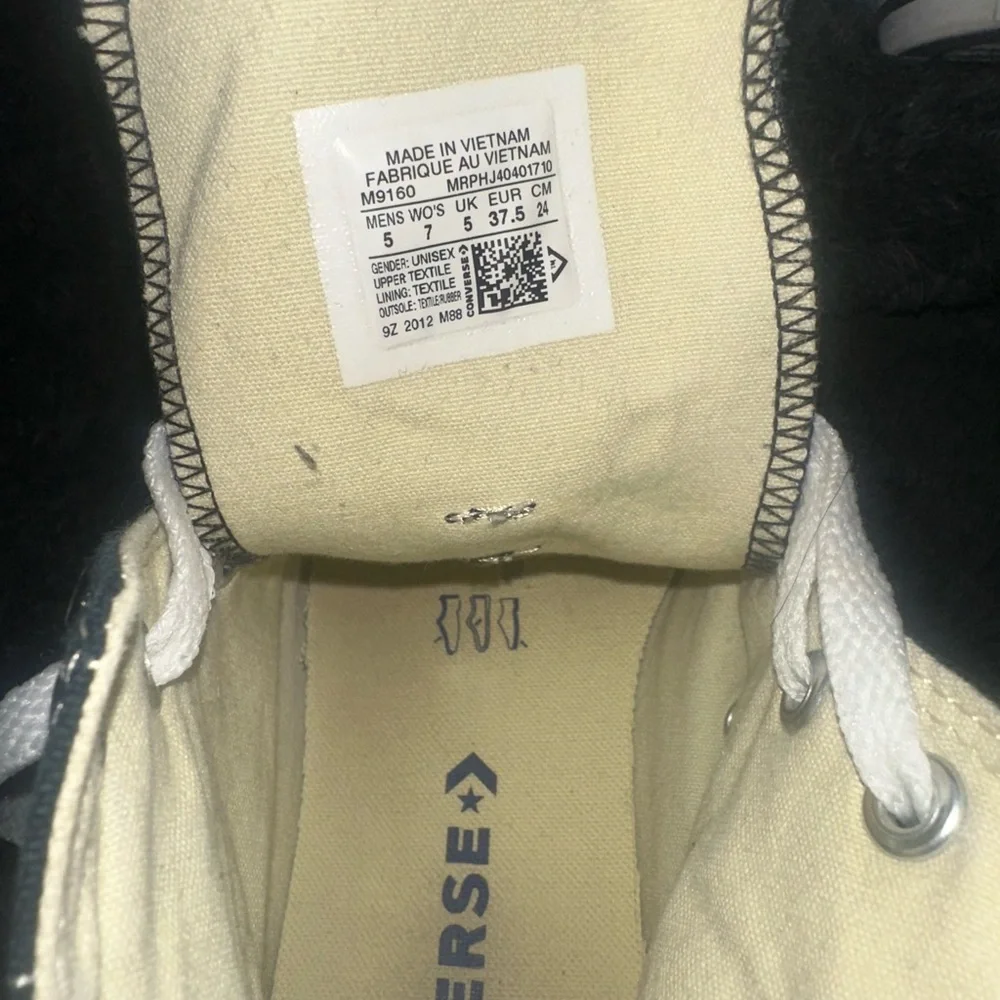 MADE IN VIETNAM
FABRIQUE AU VIETNAM
M9160 MRPHJ40401710
MENS WO'S UK EUR CM
5 7 5 37.5 24
GENDER: UNISEX
UPPER TEXTILE
LINING: TEXTILE
OUTSOLE: TEXTILE/RUBBER
9Z 2012 M88
CONVERSE
ERSE